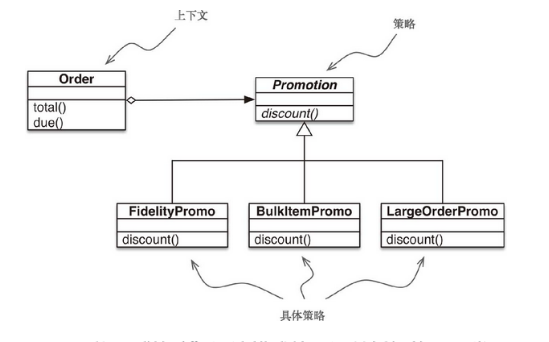 上下文
策略
Order
total()
due()
Promotion
discount()
FidelityPromo
discount()
BulkItemPromo
discount()
LargeOrderPromo
discount()
具体策略